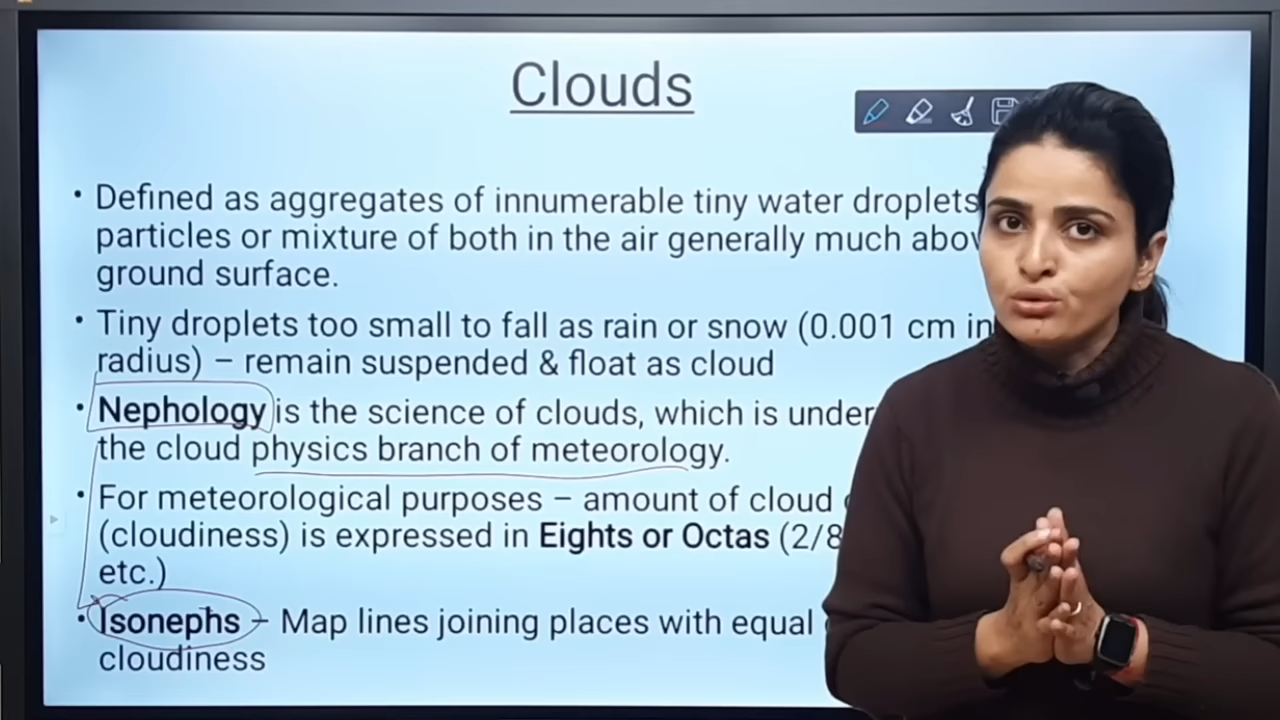 Clouds
• Defined as aggregates of innumerable tiny water droplets
particles or mixture of both in the air generally much
ground surface.
• Tiny droplets too small to fall as rain or snow (0.001 cm in
radius) – remain suspended & float as cloud
• Nephology is the science of clouds, which is under
the cloud physics branch of meteorology.
• For meteorological purposes – amount of cloud
(cloudiness) is expressed in Eights or Octas (2/8
etc.)
• Isonephs – Map lines joining places with equal
cloudiness